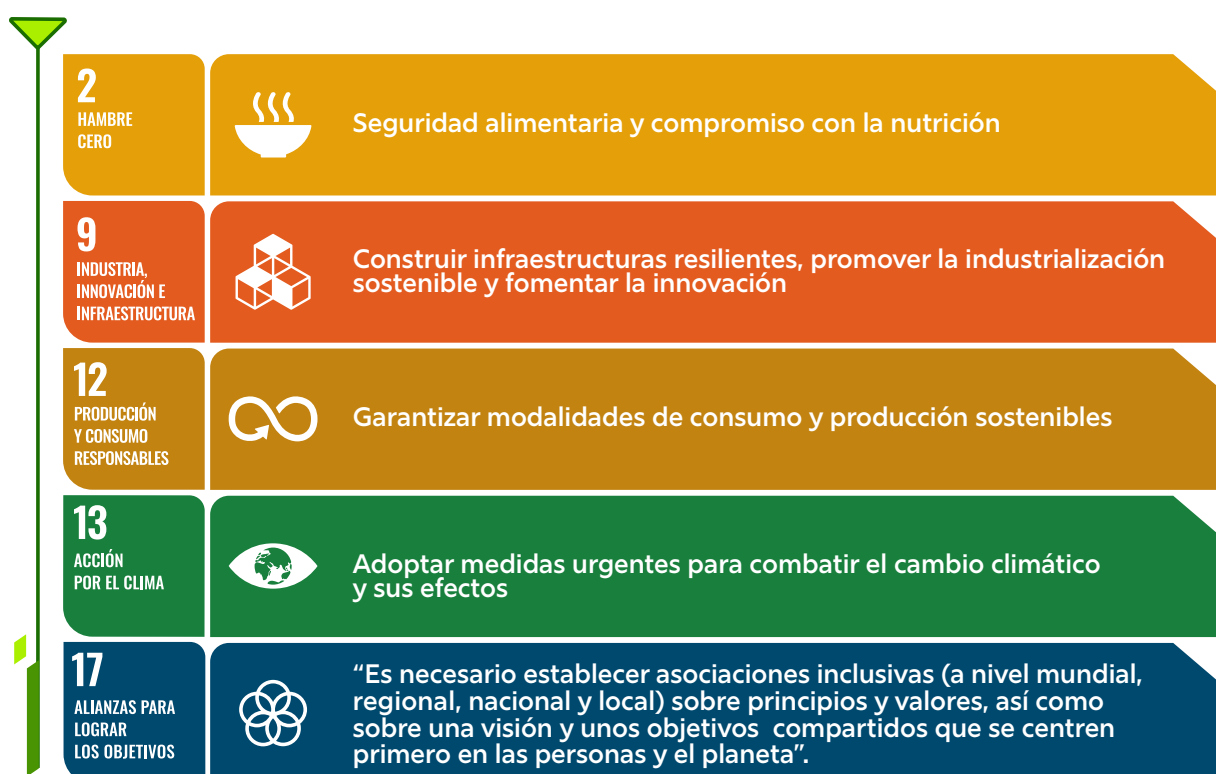 2
HAMBRE
CERO
Seguridad alimentaria y compromiso con la nutrición
9
INDUSTRIA,
INNOVACIÓN E
INFRAESTRUCTURA
Construir infraestructuras resilientes, promover la industrialización
sostenible y fomentar la innovación
12
PRODUCCIÓN
Y CONSUMO
RESPONSABLES
Garantizar modalidades de consumo y producción sostenibles
13
ACCIÓN
POR EL CLIMA
Adoptar medidas urgentes para combatir el cambio climático
y sus efectos
17
ALIANZAS PARA
LOGRAR
LOS OBJETIVOS
“Es necesario establecer asociaciones inclusivas (a nivel mundial,
regional, nacional y local) sobre principios y valores, así como
sobre una visión y unos objetivos compartidos que se centren
primero en las personas y el planeta”.